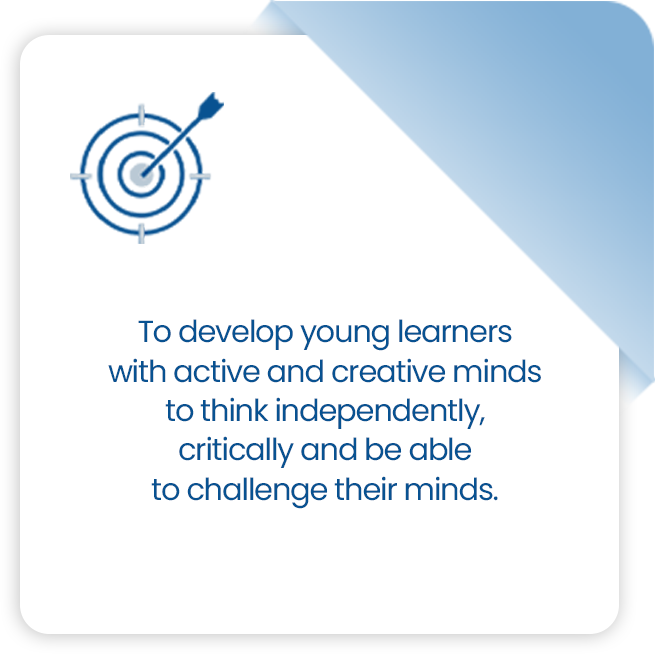 To develop young learners
with active and creative minds
to think independently,
critically and be able
to challenge their minds.